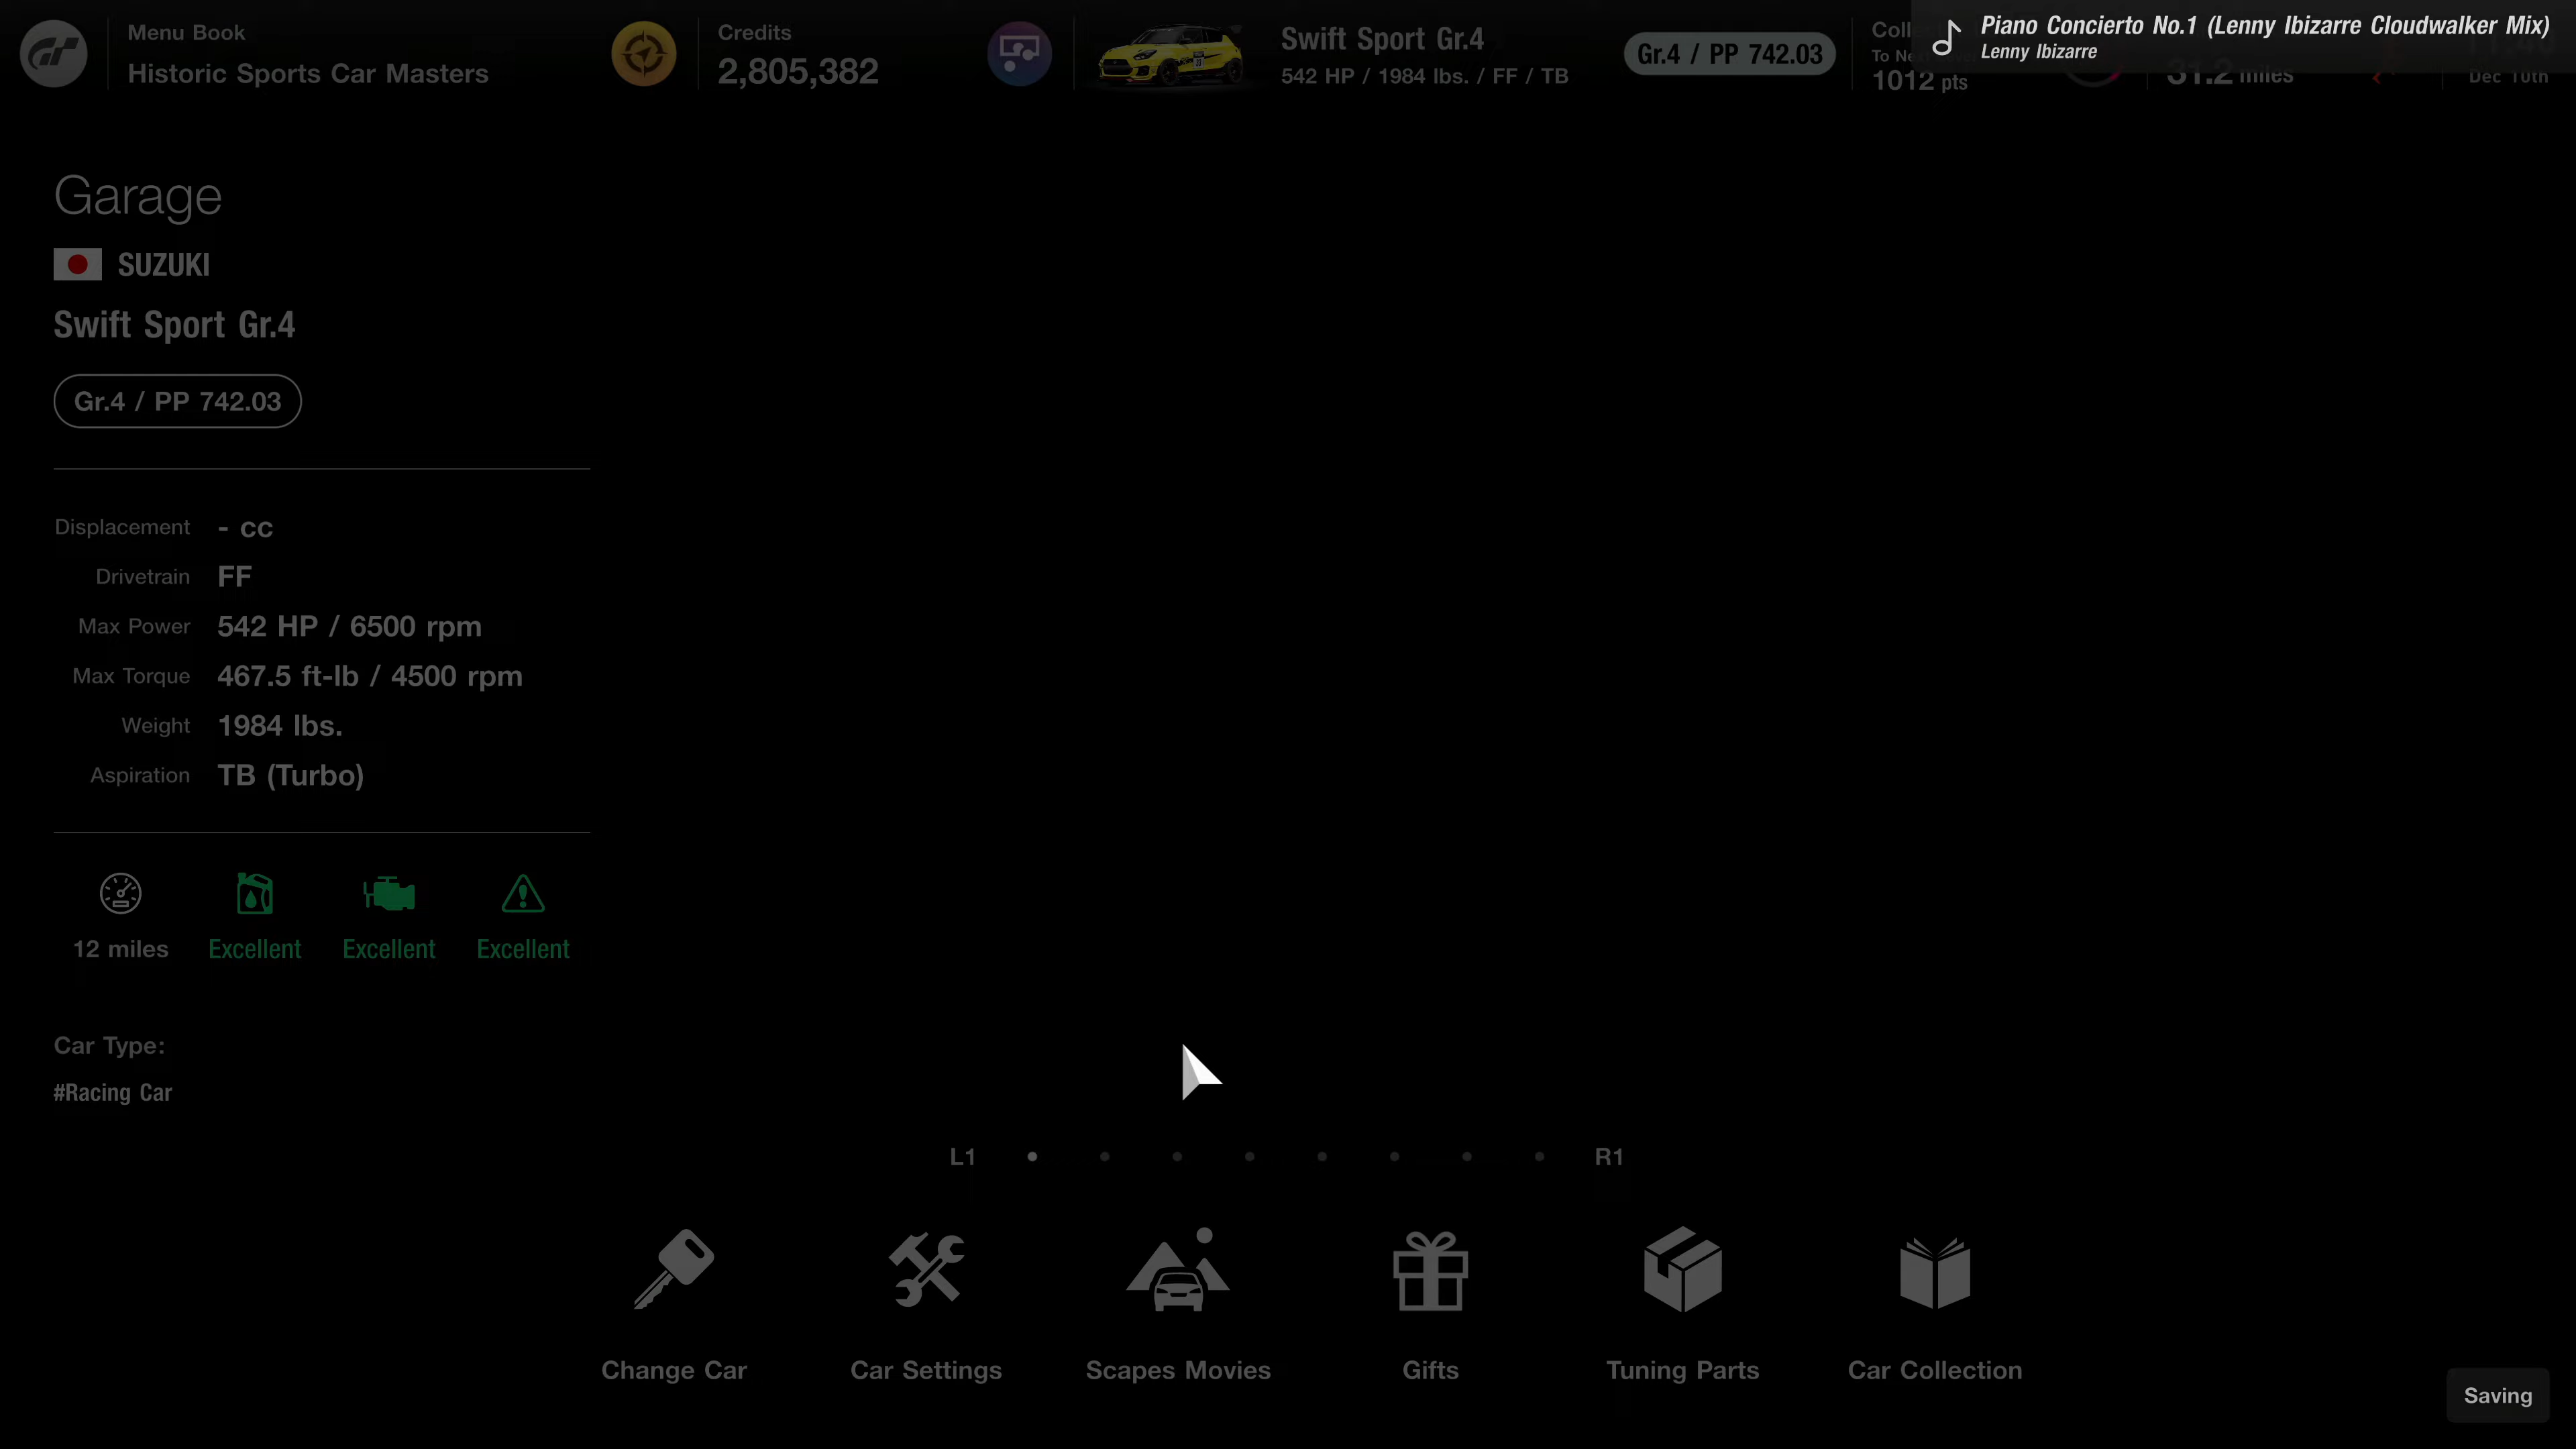 Menu Book
Historic Sports Car Masters
Credits
2,805,382
Swift Sport Gr.4
542 HP / 1984 lbs. / FF / TB
Gr.4 / PP 742.03
1012 pts
31.2 miles
Dec 10th
Piano Concierto No.1 (Lenny Ibizarre Cloudwalker Mix)
Lenny Ibizarre
Garage
SUZUKI
Swift Sport Gr.4
Gr.4 / PP 742.03
Displacement - cc
Drivetrain FF
Max Power 542 HP / 6500 rpm
Max Torque 467.5 ft-lb / 4500 rpm
Weight 1984 lbs.
Aspiration TB (Turbo)
12 miles Excellent Excellent Excellent
Car Type:
#Racing Car
L1 R1
Change Car Car Settings Scapes Movies Gifts Tuning Parts Car Collection
Saving